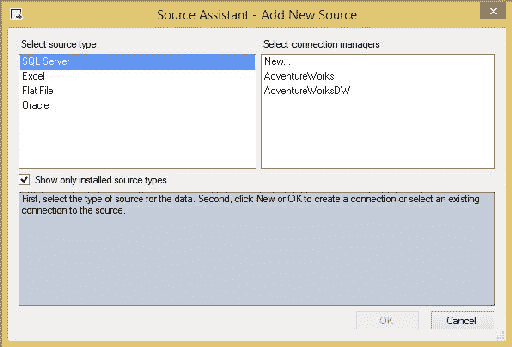 Source Assistant - Add New Source
Select source type
SQL Server
Excel
Flat File
Oracle
Select connection managers
New...
AdventureWorks
AdventureWorksDW
Show only installed source types
First, select the type of source for the data. Second, click New or OK to create a connection or select an existing
connection to the source.
OK
Cancel